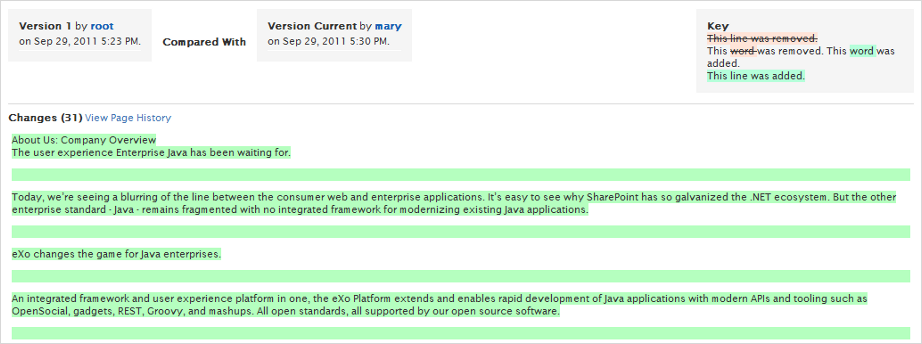 Version 1 by root
on Sep 29, 2011 5:23 PM.
Compared With
Version Current by mary
on Sep 29, 2011 5:30 PM.
Key
This line was removed.
This word was removed. This word was
added.
This line was added.
Changes (31) View Page History
About Us: Company Overview
The user experience Enterprise Java has been waiting for.
Today, we're seeing a blurring of the line between the consumer web and enterprise applications. It's easy to see why SharePoint has so galvanized the .NET ecosystem. But the other
enterprise standard - Java - remains fragmented with no integrated framework for modernizing existing Java applications.
eXo changes the game for Java enterprises.
An integrated framework and user experience platform in one, the eXo Platform extends and enables rapid development of Java applications with modern APIs and tooling such as
OpenSocial, gadgets, REST, Groovy, and mashups. All open standards, all supported by our open source software.